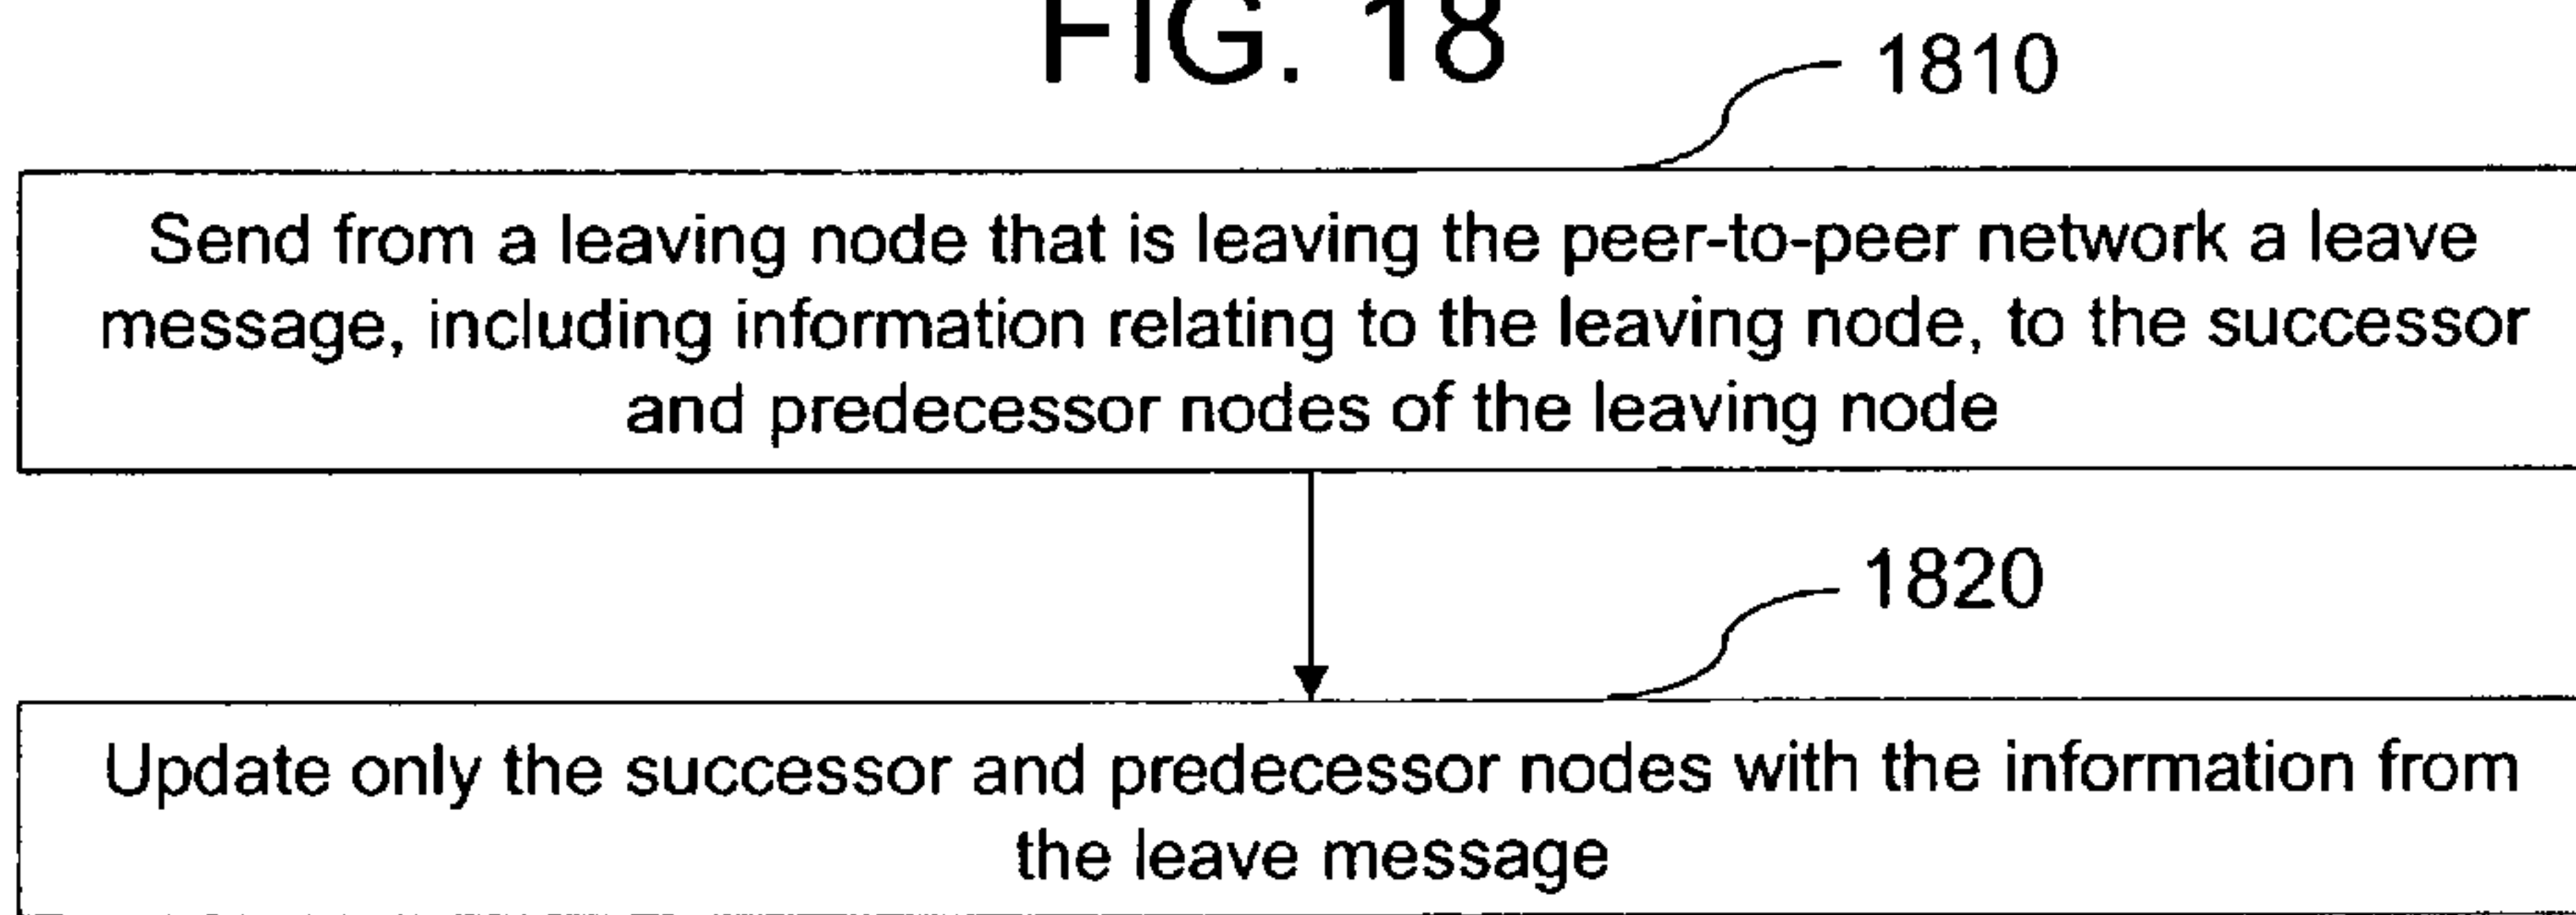 FIG. 18
1810
Send from a leaving node that is leaving the peer-to-peer network a leave
message, including information relating to the leaving node, to the successor
and predecessor nodes of the leaving node
1820
Update only the successor and predecessor nodes with the information from
the leave message